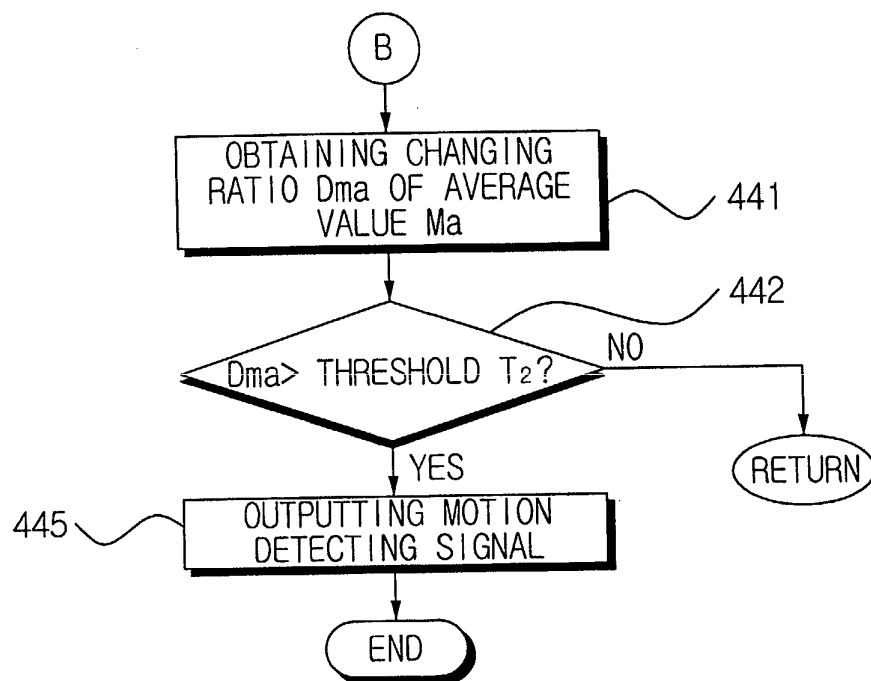 B
OBTAINING CHANGING
RATIO Dma OF AVERAGE
VALUE Ma
441
442
Dma> THRESHOLD T2?
NO
RETURN
YES
445
OUTPUTTING MOTION
DETECTING SIGNAL
END